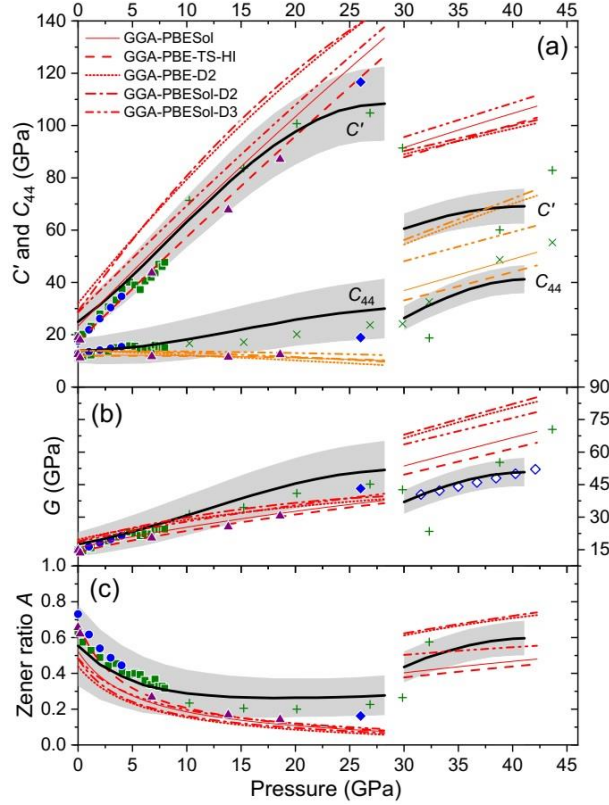 0 5 10 15 20 25 30 35 40 45
140
120
100
80
60
40
20
0
C' and C44 (GPa)
GGA-PBESol
GGA-PBE-TS-HI
GGA-PBE-D2
GGA-PBESol-D2
GGA-PBESol-D3
(a)
C'
C'
C44
C44
(b)
G (GPa)
90
75
60
45
30
15
1.0
(c)
Zener ratio A
0.8
0.6
0.4
0.2
0.0
0 5 10 15 20 25 30 35 40 45
Pressure (GPa)